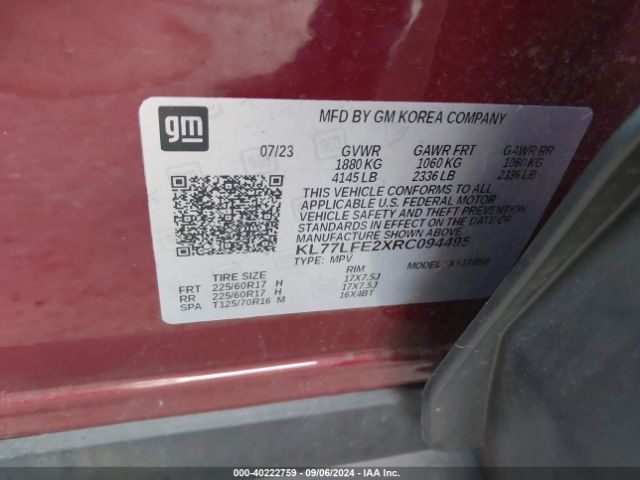 gm
MFD BY GM KOREA COMPANY
07/23 GVWR GAWR FRT GAWR RR
1880 KG 1060 KG 1060 KG
4145 LB 2336 LB 2336 LB
THIS VEHICLE CONFORMS TO ALL
APPLICABLE U.S. FEDERAL MOTOR
VEHICLE SAFETY AND THEFT PREVENTION
STANDARDS IN EFFECT ON THE DATE OF
MANUFACTURE SHOWN ABOVE.
KL77LFE2XRC094495
TYPE: MPV MODEL:
TIRE SIZE RIM
FRT 225/60R17 H 17X7.5J
RR 225/60R17 H 17X7.5J
SPA T125/70R16 M 16X4BT
000-40222759 - 09/06/2024 - IAA Inc.